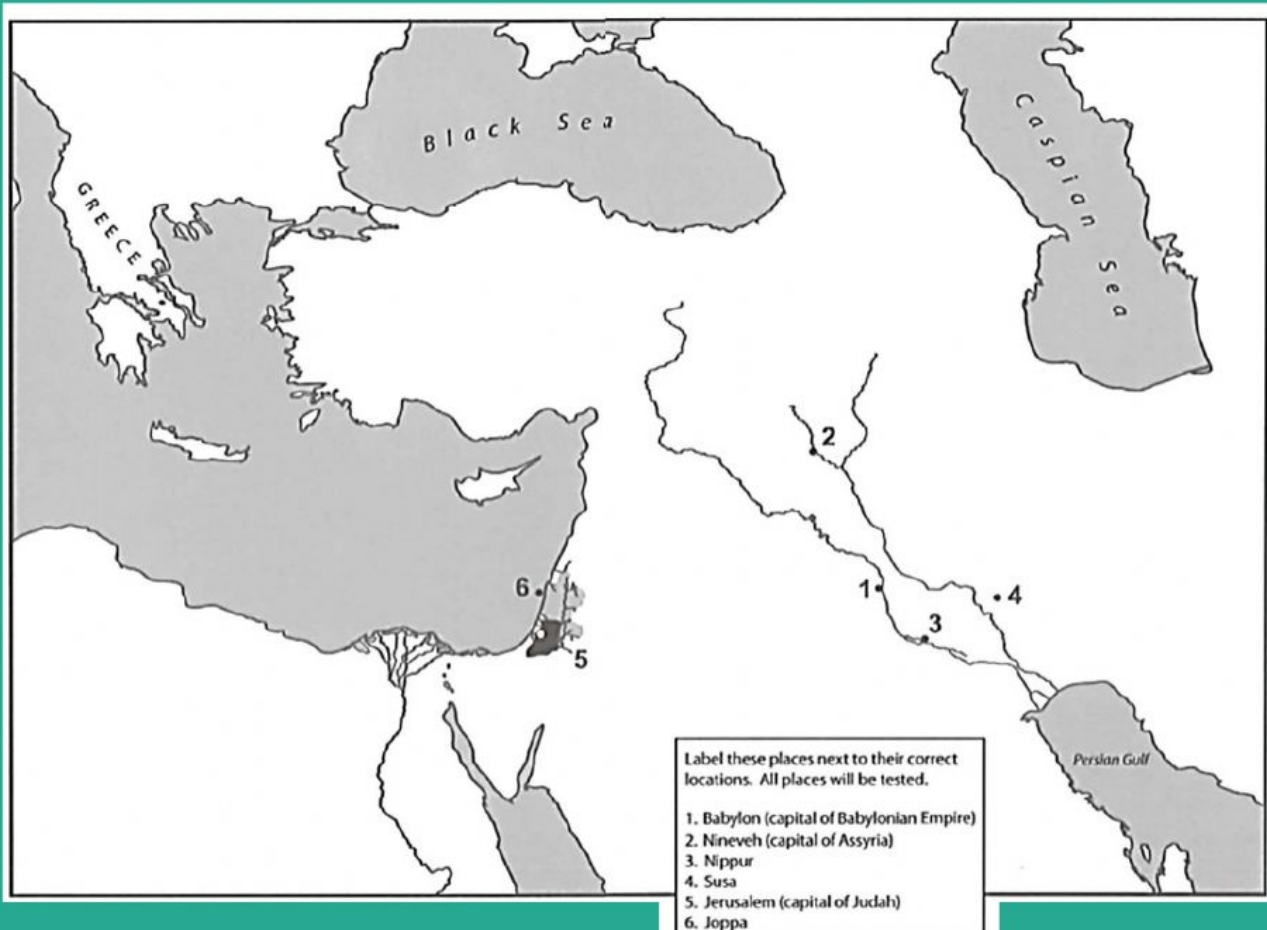 Black Sea
Caspian Sea
GREECE
2
6
1
4
3
5
Persian Gulf
Label these places next to their correct
locations. All places will be tested.
1. Babylon (capital of Babylonian Empire)
2. Nineveh (capital of Assyria)
3. Nippur
4. Susa
5. Jerusalem (capital of Judah)
6. Joppa